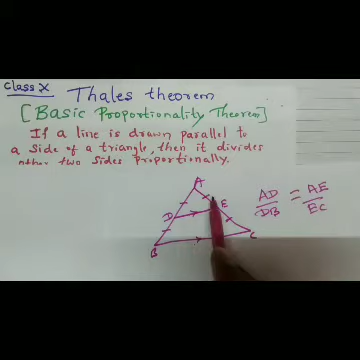 Class X Thales theorem
[Basic Proportionality Theorem]
If a line is drawn parallel to
a side of a triangle, then it divides
other two sides proportionally.
A
D E
B C
AD/DB = AE/EC